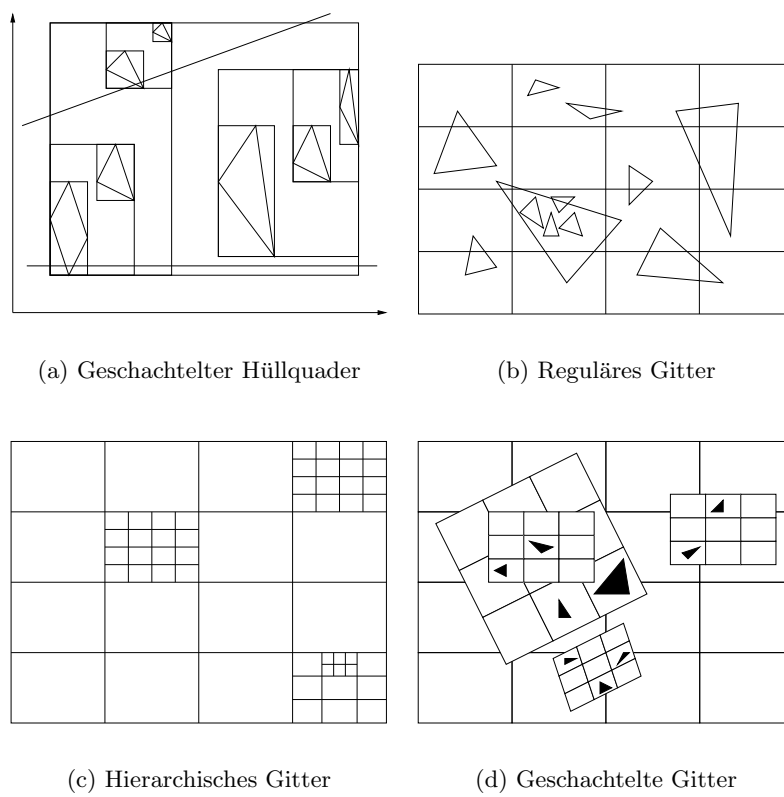 (a) Geschachtelter Hüllquader
(b) Reguläres Gitter
(c) Hierarchisches Gitter
(d) Geschachtelte Gitter